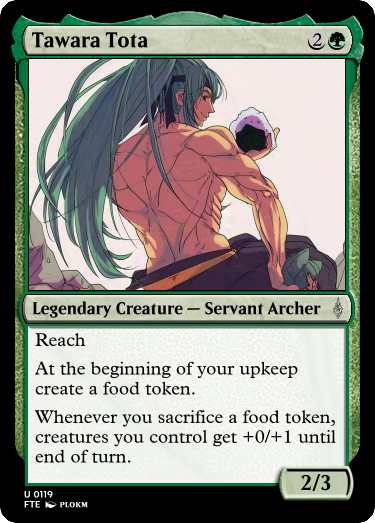 Tawara Tota
2
Legendary Creature — Servant Archer
Reach
At the beginning of your upkeep
create a food token.
Whenever you sacrifice a food token,
creatures you control get +0/+1 until
end of turn.
2/3
U 0119
FTE PLOKM